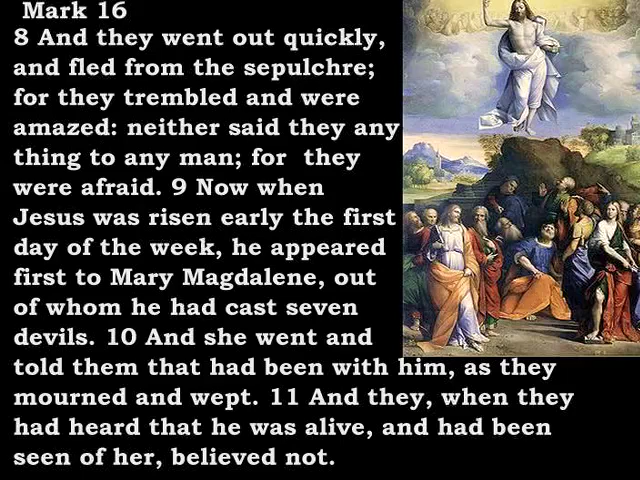 Mark 16
8 And they went out quickly,
and fled from the sepulchre;
for they trembled and were
amazed: neither said they any
thing to any man; for they
were afraid. 9 Now when
Jesus was risen early the first
day of the week, he appeared
first to Mary Magdalene, out
of whom he had cast seven
devils. 10 And she went and
told them that had been with him, as they
mourned and wept. 11 And they, when they
had heard that he was alive, and had been
seen of her, believed not.